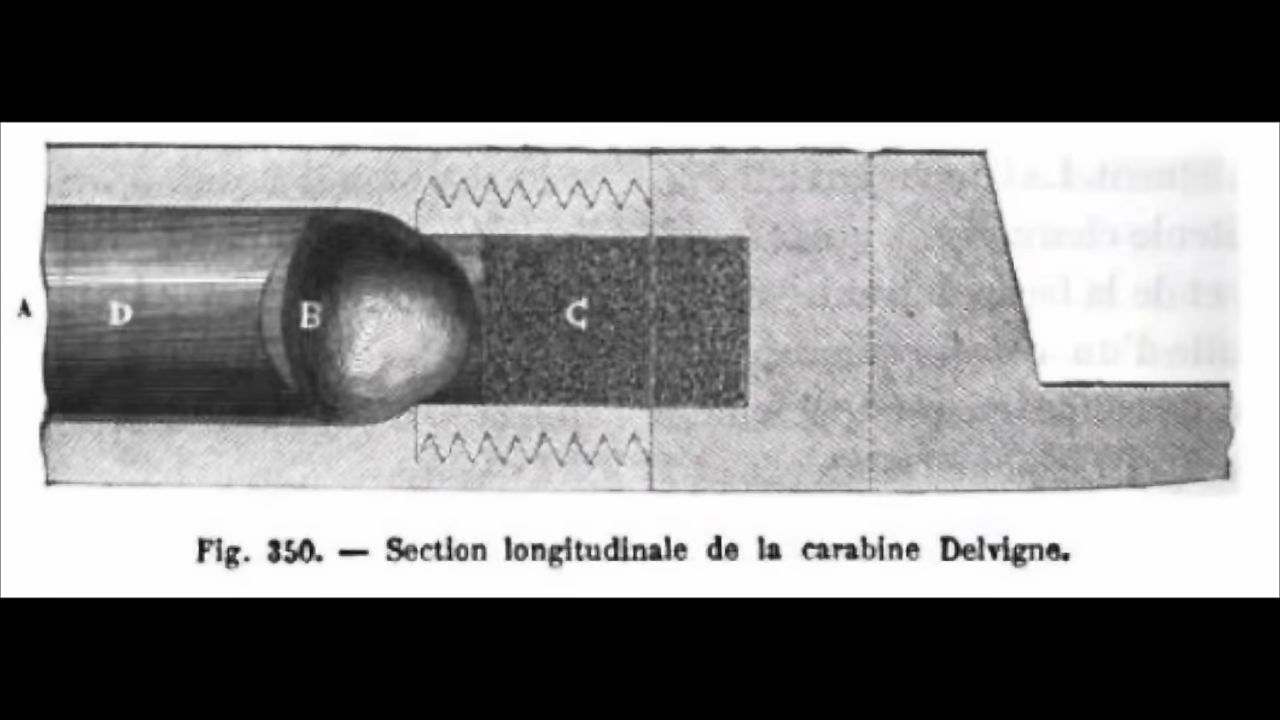 A D B C
Fig. 350. — Section longitudinale de la carabine Delvigne.